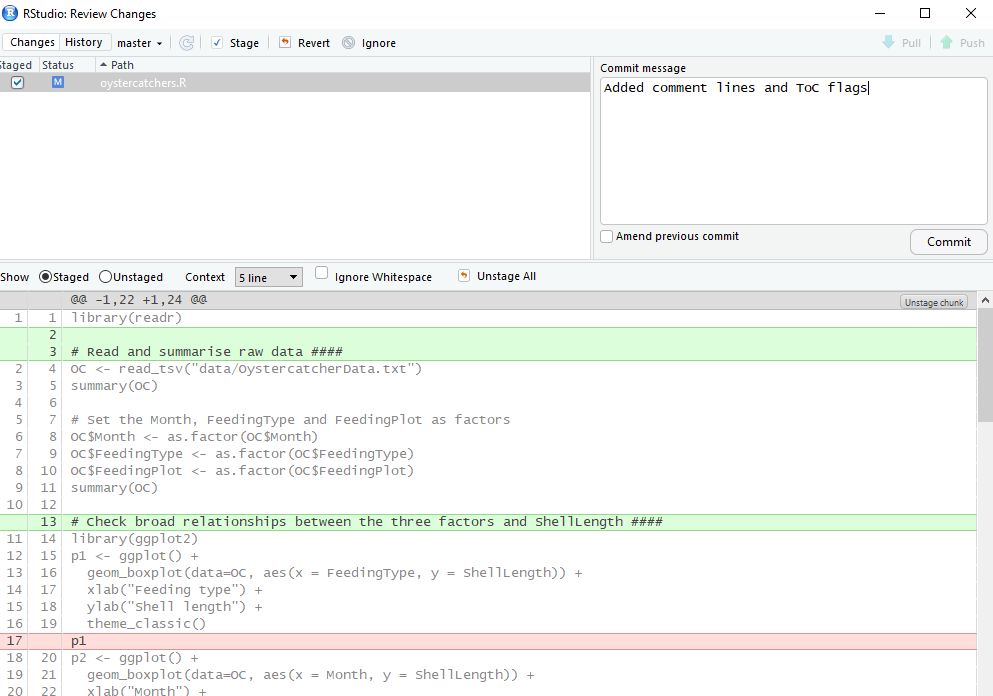 RStudio: Review Changes
Changes History master Stage Revert Ignore Pull Push
Staged Status Path
M oystercatchers.R
Commit message
Added comment lines and ToC flags
Amend previous commit
Commit
Show Staged Unstaged Context 5 line Ignore Whitespace Unstage All
@@ -1,22 +1,24 @@ Unstage chunk
1 1 library(readr)
2
3 # Read and summarise raw data ####
2 4 OC <- read_tsv("data/OystercatcherData.txt")
3 5 summary(OC)
4 6
5 7 # Set the Month, FeedingType and FeedingPlot as factors
6 8 OC$Month <- as.factor(OC$Month)
7 9 OC$FeedingType <- as.factor(OC$FeedingType)
8 10 OC$FeedingPlot <- as.factor(OC$FeedingPlot)
9 11 summary(OC)
10 12
13 # Check broad relationships between the three factors and ShellLength ####
11 14 library(ggplot2)
12 15 p1 <- ggplot() +
13 16 geom_boxplot(data=OC, aes(x = FeedingType, y = ShellLength)) +
14 17 xlab("Feeding type") +
15 18 ylab("Shell length") +
16 19 theme_classic()
17 p1
18 20 p2 <- ggplot() +
19 21 geom_boxplot(data=OC, aes(x = Month, y = ShellLength)) +
20 22 xlab("Month") +